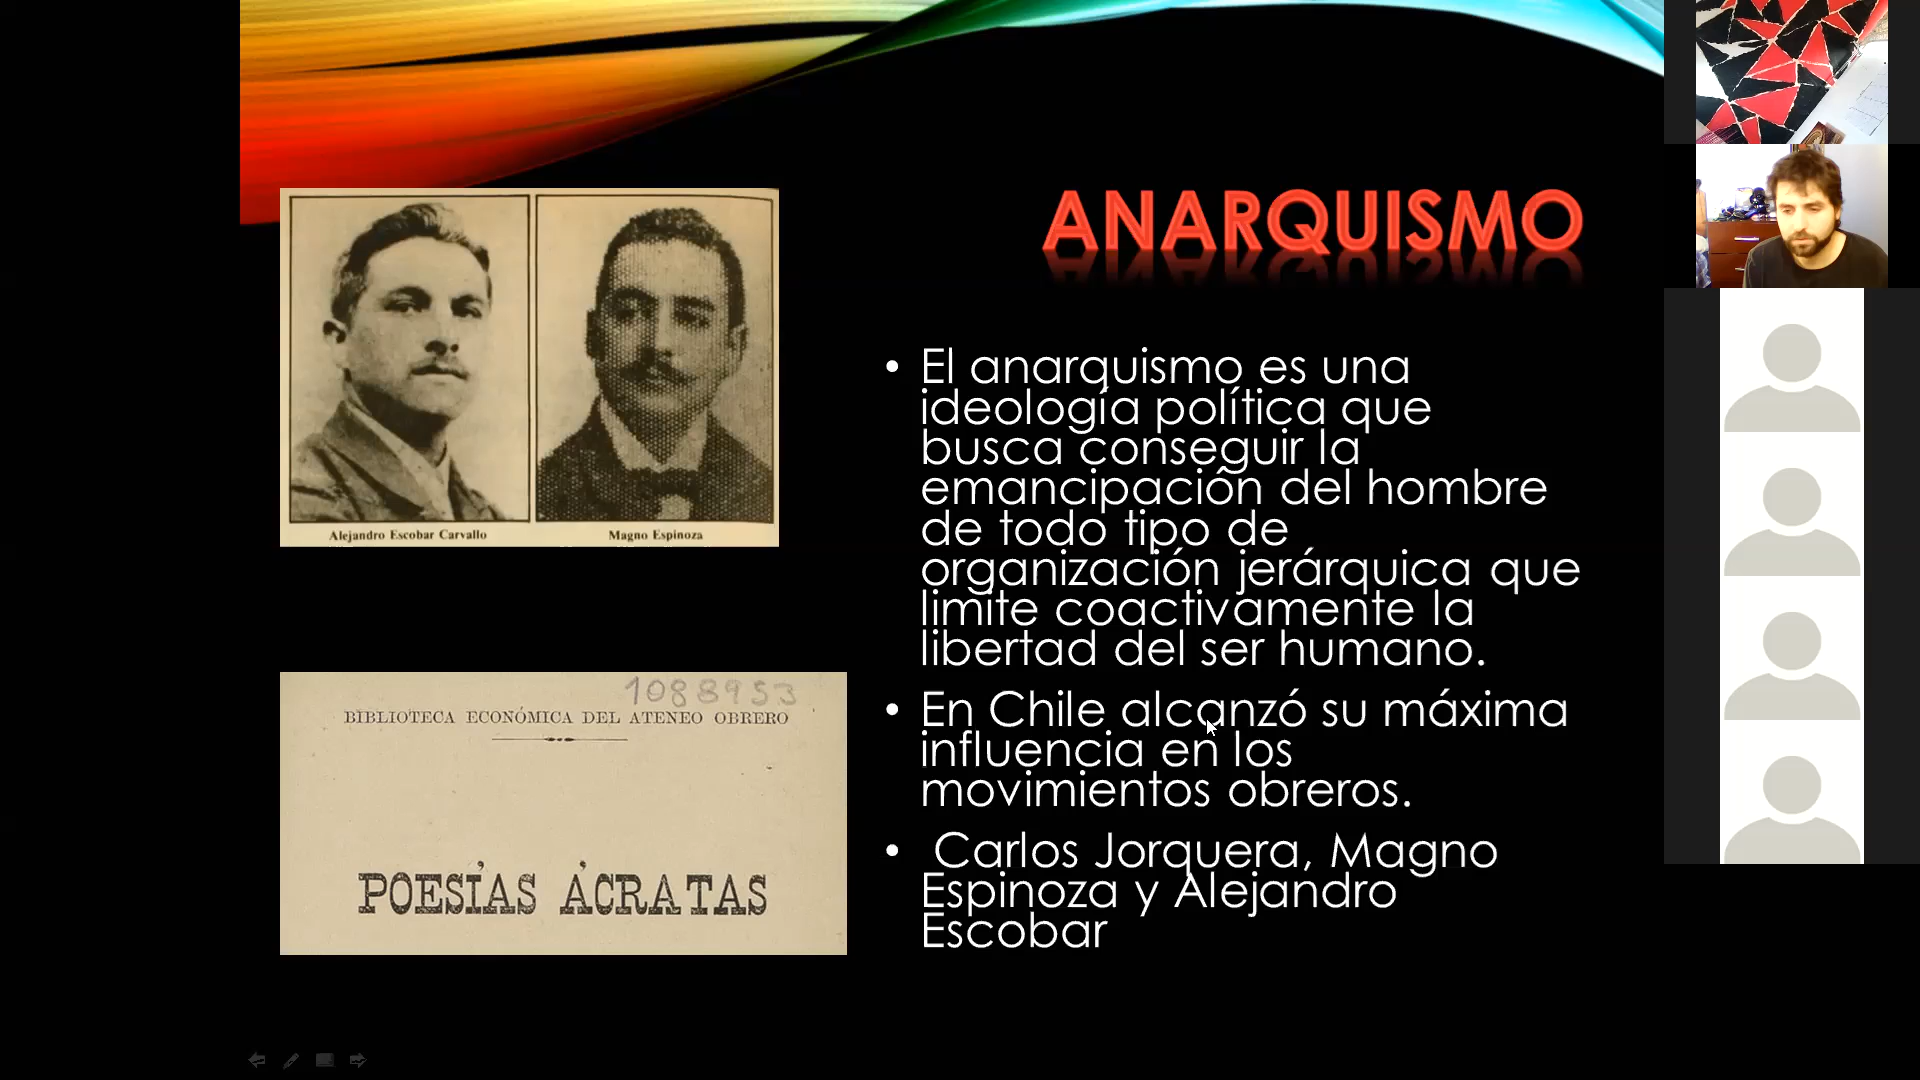 ANARQUISMO
Alejandro Escobar Carvallo
Magno Espinoza
• El anarquismo es una
ideología política que
busca conseguir la
emancipación del hombre
de todo tipo de
organización jerárquica que
limite coactivamente la
libertad del ser humano.
• En Chile alcanzó su máxima
influencia en los
movimientos obreros.
• Carlos Jorquera, Magno
Espinoza y Alejandro
Escobar
1088953
BIBLIOTECA ECONÓMICA DEL ATENEO OBRERO
POESÍAS ÁCRATAS